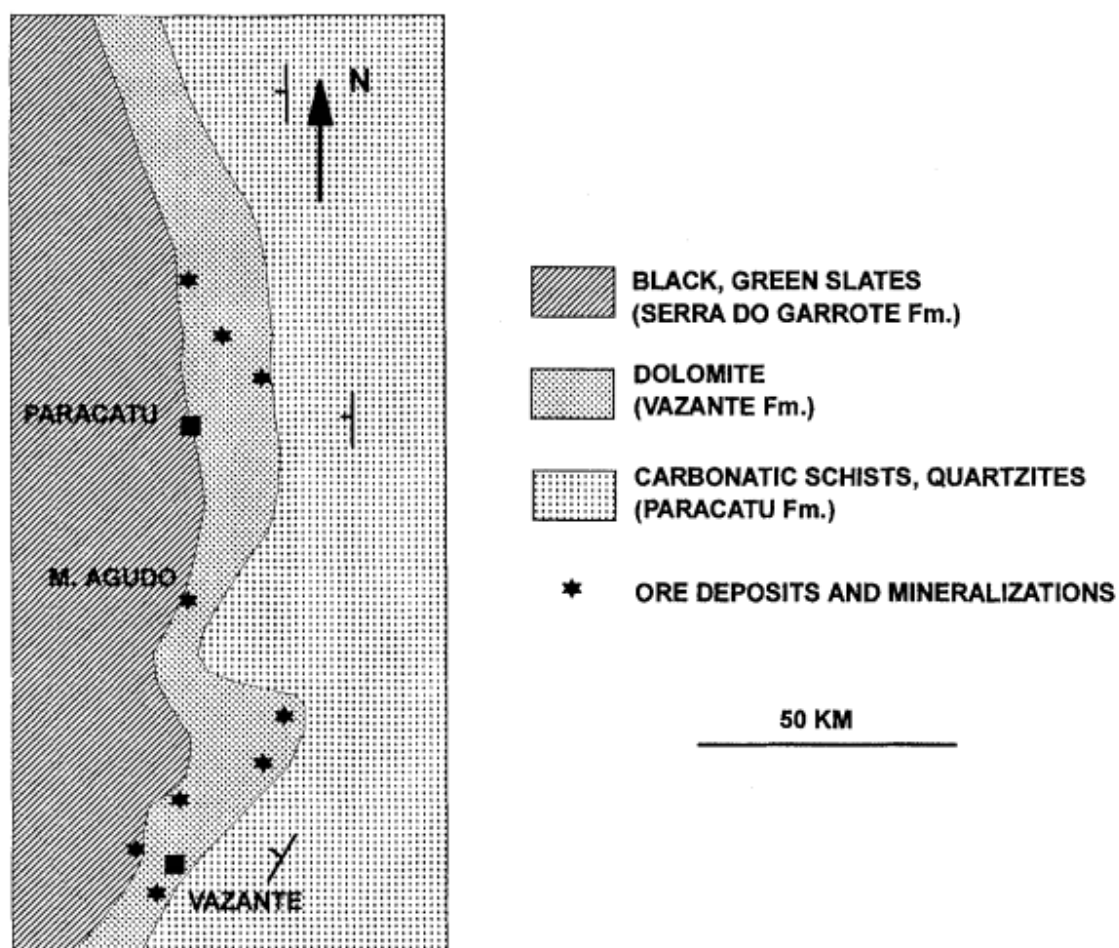 N
PARACATU
M. AGUDO
VAZANTE
BLACK, GREEN SLATES
(SERRA DO GARROTE Fm.)
DOLOMITE
(VAZANTE Fm.)
CARBONATIC SCHISTS, QUARTZITES
(PARACATU Fm.)
ORE DEPOSITS AND MINERALIZATIONS
50 KM